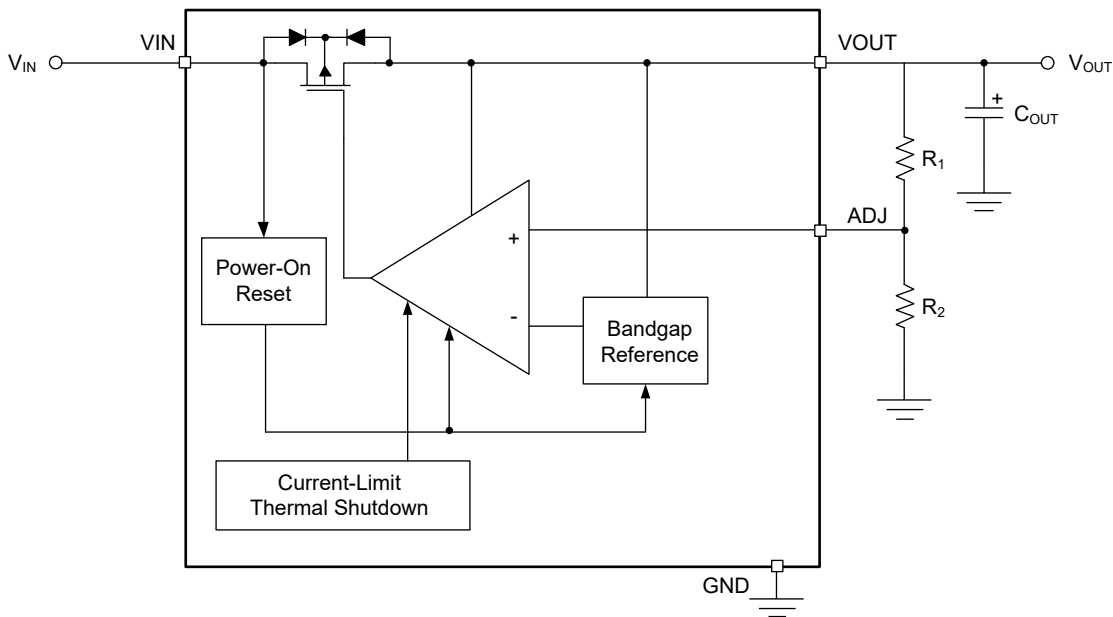 VIN
VOUT
V_IN
V_OUT
+
C_OUT
R_1
ADJ
+
Power-On
Reset
-
Bandgap
Reference
R_2
Current-Limit
Thermal Shutdown
GND